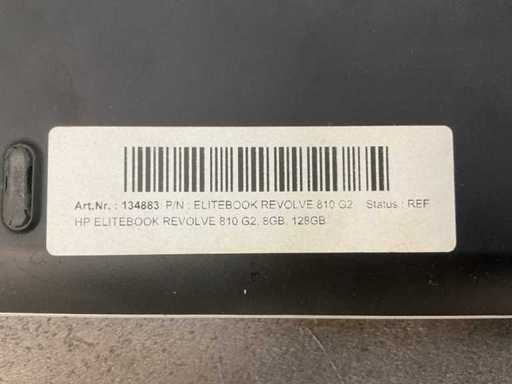 Art.Nr. : 134883 P/N : ELITEBOOK REVOLVE 810 G2 Status : REF
HP ELITEBOOK REVOLVE 810 G2, 8GB, 128GB